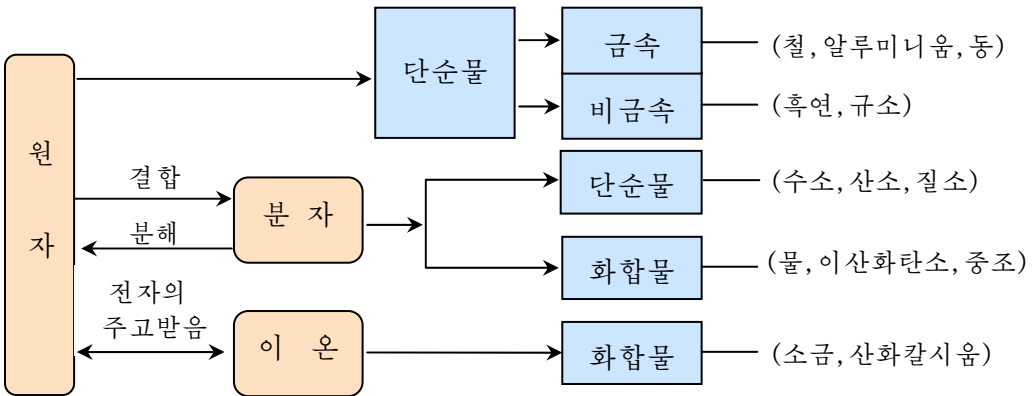 원
자
단순물
금속
(철, 알루미니움, 동)
비금속
(흑연, 규소)
결합
분해
분 자
단순물
(수소, 산소, 질소)
화합물
(물, 이산화탄소, 중조)
전자의
주고받음
이 온
화합물
(소금, 산화칼시움)